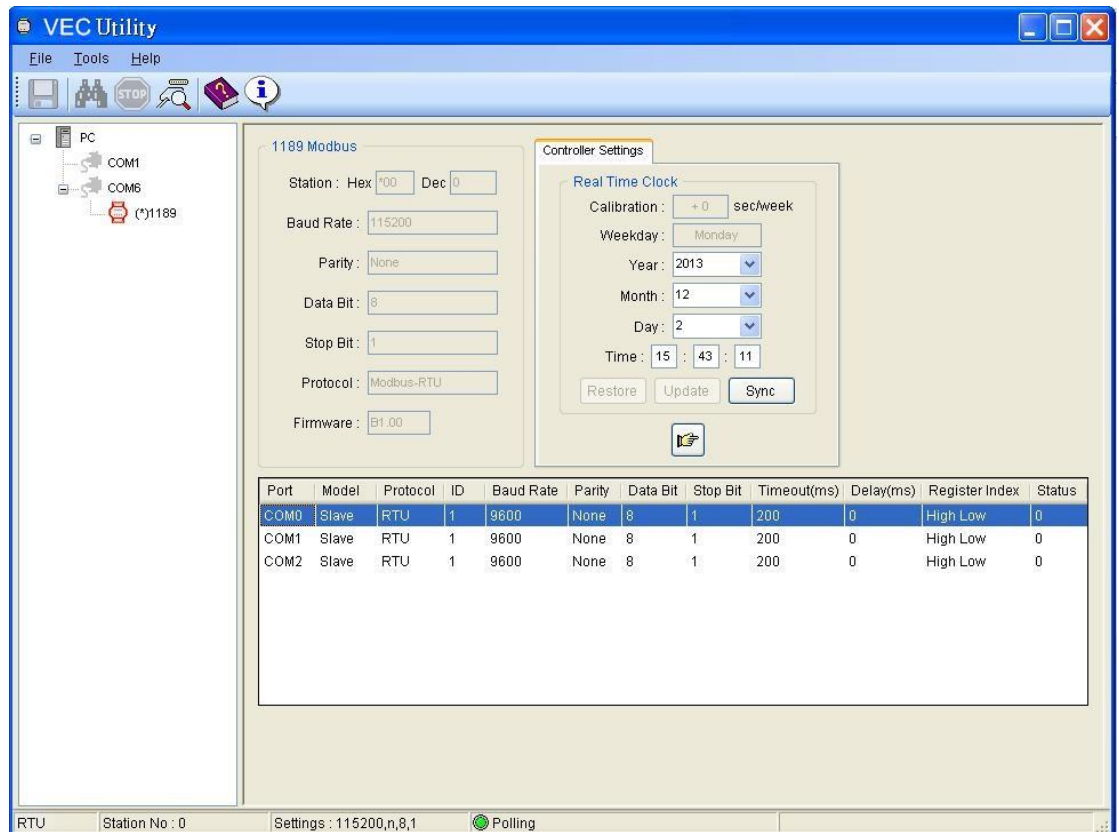 VEC Utility
File Tools Help
STOP
PC
COM1
COM6
(*)1189
1189 Modbus
Station : Hex *00 Dec 0
Baud Rate : 115200
Parity : None
Data Bit : 8
Stop Bit : 1
Protocol : Modbus-RTU
Firmware : B1.00
Controller Settings
Real Time Clock
Calibration : + 0 sec/week
Weekday : Monday
Year : 2013
Month : 12
Day : 2
Time : 15 : 43 : 11
Restore Update Sync
Port Model Protocol ID Baud Rate Parity Data Bit Stop Bit Timeout(ms) Delay(ms) Register Index Status
COM0 Slave RTU 1 9600 None 8 1 200 0 High Low 0
COM1 Slave RTU 1 9600 None 8 1 200 0 High Low 0
COM2 Slave RTU 1 9600 None 8 1 200 0 High Low 0
RTU Station No : 0 Settings : 115200,n,8,1 Polling